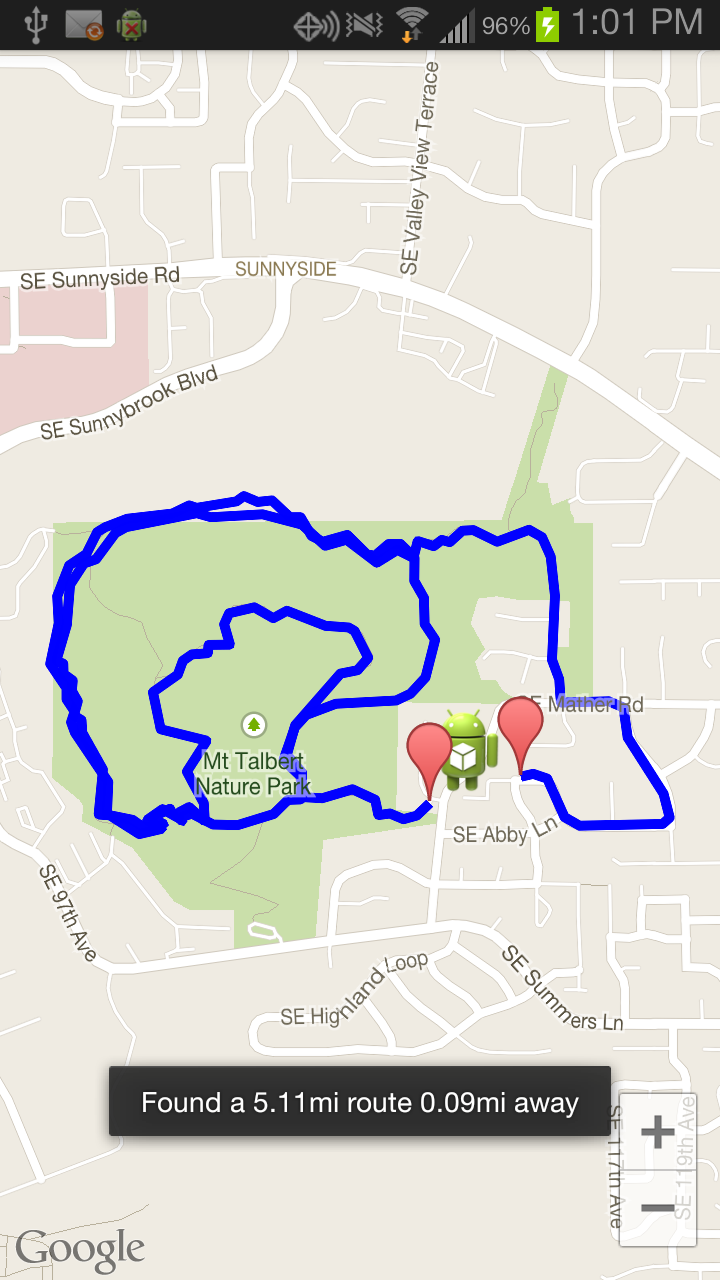 96% 1:01 PM
SE Valley View Terrace
SE Sunnyside Rd
SUNNYSIDE
SE Sunnybrook Blvd
SE Mather Rd
Mt Talbert
Nature Park
SE Abby Ln
SE 97th Ave
SE Highland Loop
SE Summers Ln
Found a 5.11mi route 0.09mi away
SE 117th Ave
SE 119th Ave
+
−
Google